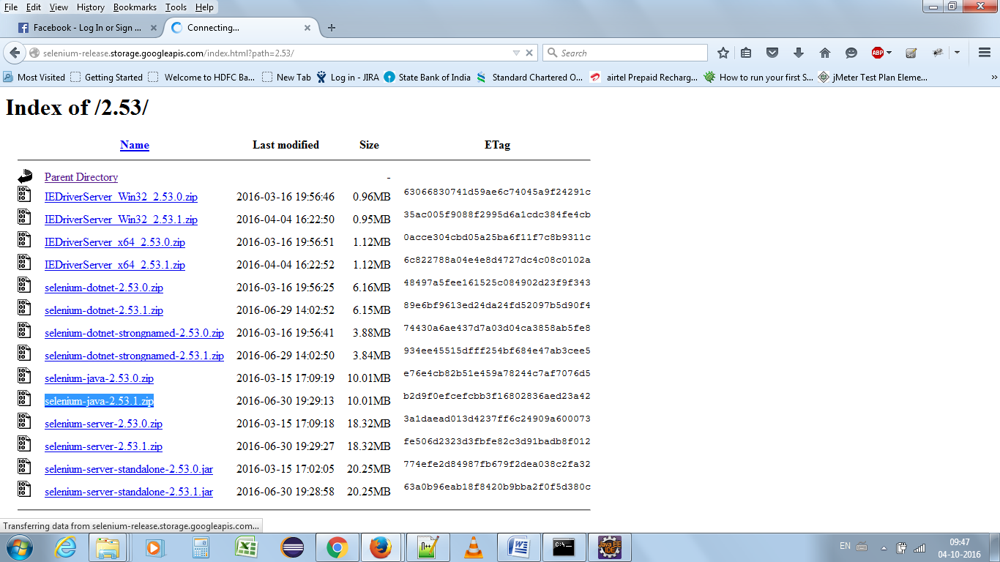 File Edit View History Bookmarks Tools Help
Facebook - Log In or Sign ...
Connecting...
selenium-release.storage.googleapis.com/index.html?path=2.53/
Search
ABP
Most Visited Getting Started Welcome to HDFC Ba... New Tab Log in - JIRA State Bank of India Standard Chartered O... airtel Prepaid Recharg... How to run your first S... jMeter Test Plan Eleme...
Index of /2.53/
Name Last modified Size ETag
Parent Directory -
IEDriverServer_Win32_2.53.0.zip 2016-03-16 19:56:46 0.96MB 63066830741d59ae6c74045a9f24291c
IEDriverServer_Win32_2.53.1.zip 2016-04-04 16:22:50 0.95MB 35ac005f9088f2995d6a1cdc384fe4cb
IEDriverServer_x64_2.53.0.zip 2016-03-16 19:56:51 1.12MB 0acce304cbd05a25ba6f11f7c8b9311c
IEDriverServer_x64_2.53.1.zip 2016-04-04 16:22:52 1.12MB 6c822788a04e4e8d4727dc4c08c0102a
selenium-dotnet-2.53.0.zip 2016-03-16 19:56:25 6.16MB 48497a5fee161525c084902d23f9f343
selenium-dotnet-2.53.1.zip 2016-06-29 14:02:52 6.15MB 89e6bf9613ed24da24fd52097b5d90f4
selenium-dotnet-strongnamed-2.53.0.zip 2016-03-16 19:56:41 3.88MB 74430a6ae437d7a03d04ca3858ab5fe8
selenium-dotnet-strongnamed-2.53.1.zip 2016-06-29 14:02:50 3.84MB 934ee45515dfff254bf684e47ab3cee5
selenium-java-2.53.0.zip 2016-03-15 17:09:19 10.01MB e76e4cb82b51e459a78244c7af7076d5
selenium-java-2.53.1.zip 2016-06-30 19:29:13 10.01MB b2d9f0efcefcbb3f16802836aed23a42
selenium-server-2.53.0.zip 2016-03-15 17:09:18 18.32MB 3a1daead013d4237ff6c24909a600073
selenium-server-2.53.1.zip 2016-06-30 19:29:27 18.32MB fe506d2323d3fbfe82c3d91badb8f012
selenium-server-standalone-2.53.0.jar 2016-03-15 17:02:05 20.25MB 774efe2d84987fb679f2dea038c2fa32
selenium-server-standalone-2.53.1.jar 2016-06-30 19:28:58 20.25MB 63a0b96eab18f8420b9bba2f0f5d380c
Transferring data from selenium-release.storage.googleapis.com...
Java EE
IDE
EN
09:47
04-10-2016